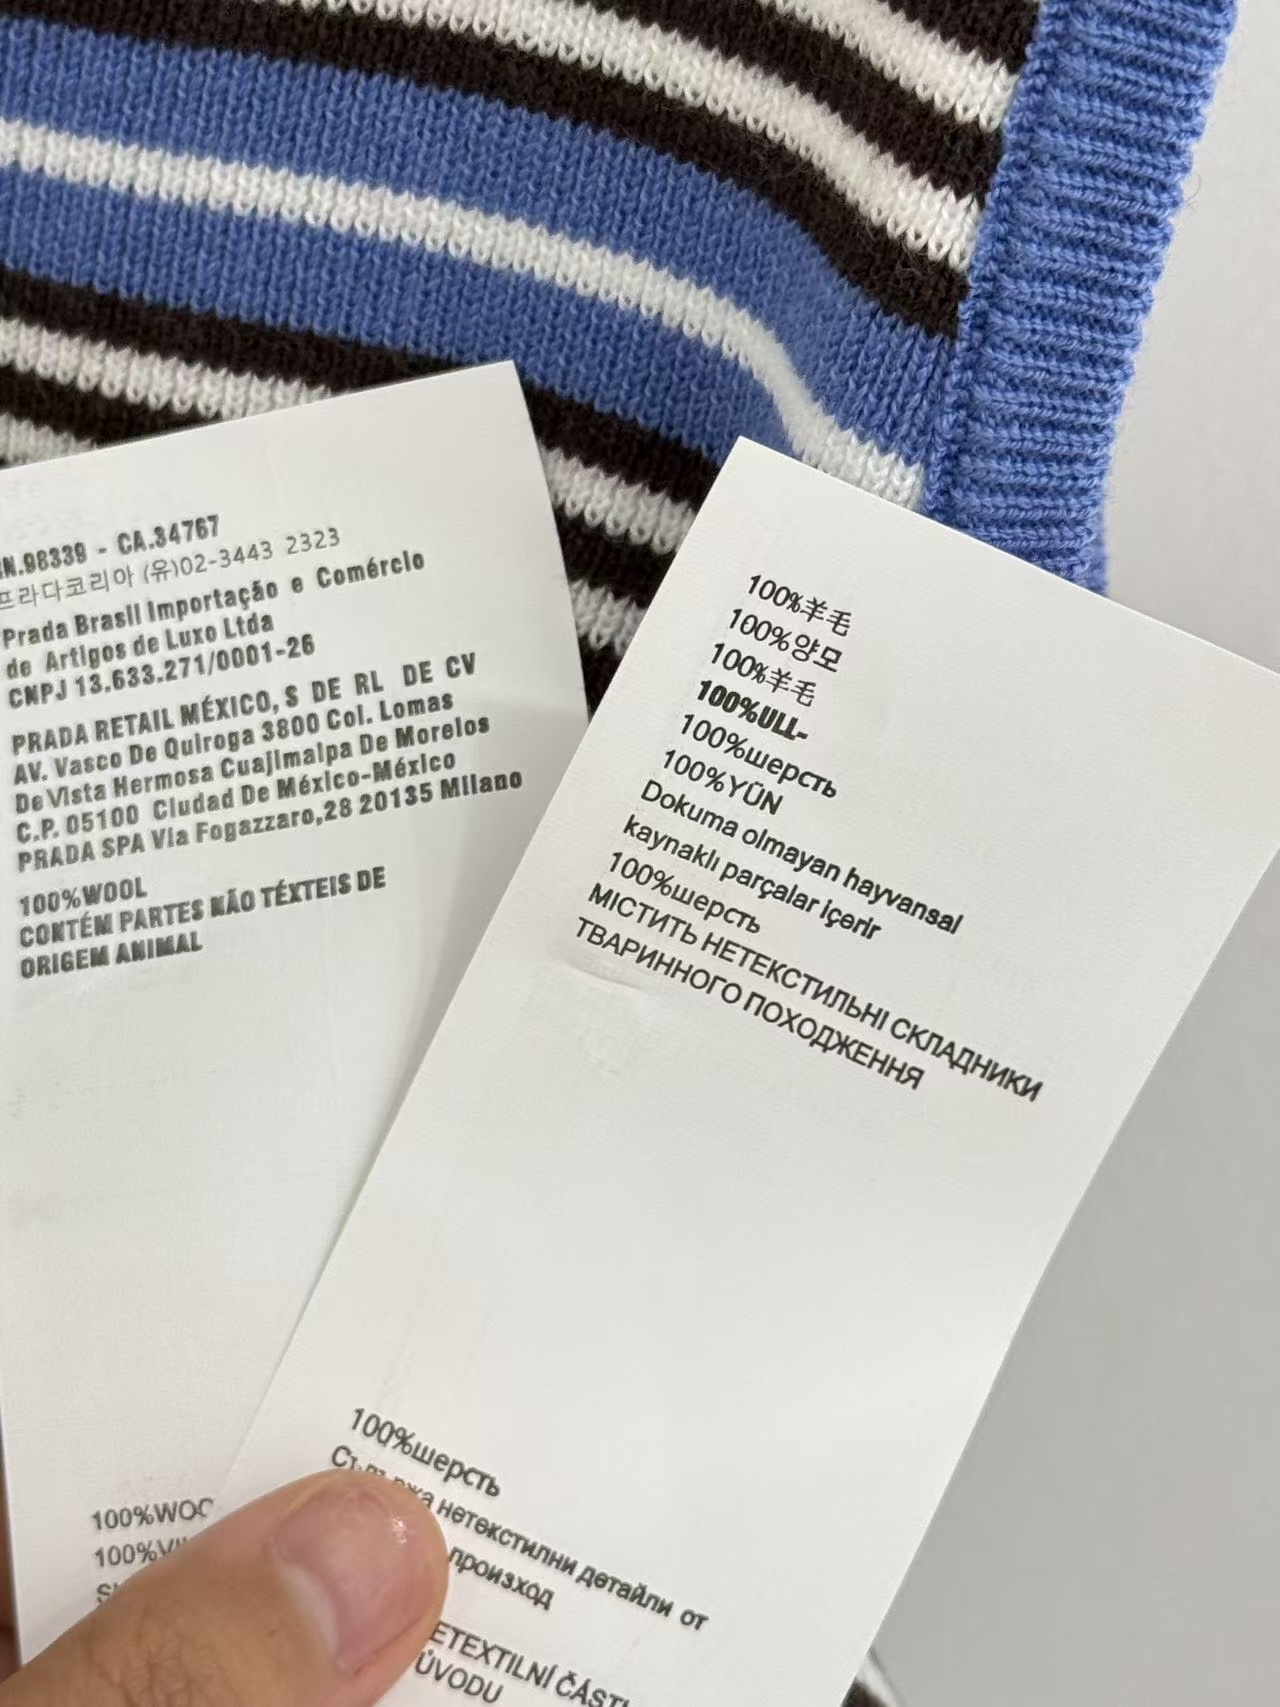 RN.98339 - CA.34767
프라다코리아 (유)02-3443 2323
Prada Brasil Importação e Comércio
de Artigos de Luxo Ltda
CNPJ 13.633.271/0001-26
PRADA RETAIL MÉXICO, S DE RL DE CV
AV. Vasco De Quiroga 3800 Col. Lomas
De Vista Hermosa Cuajimalpa De Morelos
C.P. 05100 Ciudad De México-México
PRADA SPA Via Fogazzaro,28 20135 Milano
100%WOOL
CONTÉM PARTES NÃO TÉXTEIS DE
ORIGEM ANIMAL
100%
100%
100%羊毛
100%양모
100%羊毛
100%ULL-
100%шерсть
100%YÜN
Dokuma olmayan hayvansal
kaynaklı parçalar içerir
100%шерсть
МІСТИТЬ НЕТЕКСТИЛЬНІ СКЛАДНИКИ
ТВАРИННОГО ПОХОДЖЕННЯ
100%шерсть
нетекстилни детайли от
произход